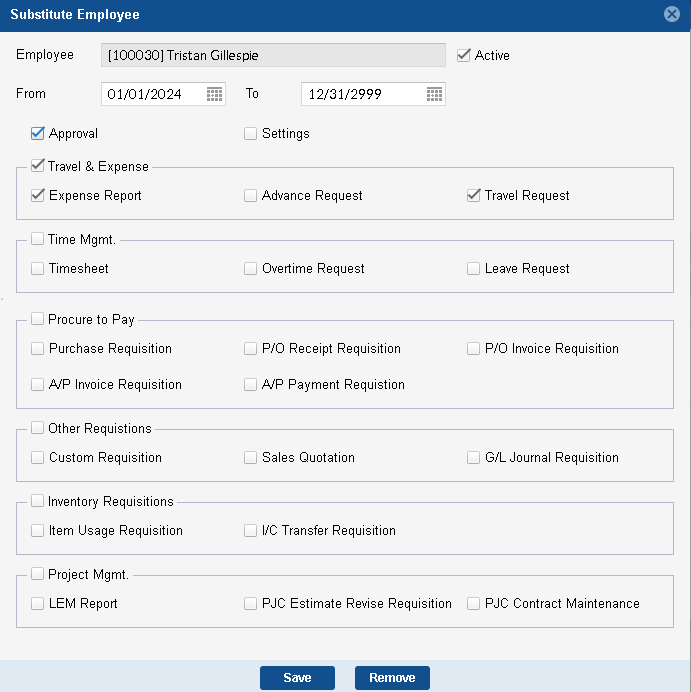 Substitute Employee
Employee [100030] Tristan Gillespie Active
From 01/01/2024 To 12/31/2999
Approval Settings
Travel & Expense
Expense Report Advance Request Travel Request
Time Mgmt.
Timesheet Overtime Request Leave Request
Procure to Pay
Purchase Requisition P/O Receipt Requisition P/O Invoice Requisition
A/P Invoice Requisition A/P Payment Requistion
Other Requistions
Custom Requisition Sales Quotation G/L Journal Requisition
Inventory Requisitions
Item Usage Requisition I/C Transfer Requisition
Project Mgmt.
LEM Report PJC Estimate Revise Requisition PJC Contract Maintenance
Save Remove